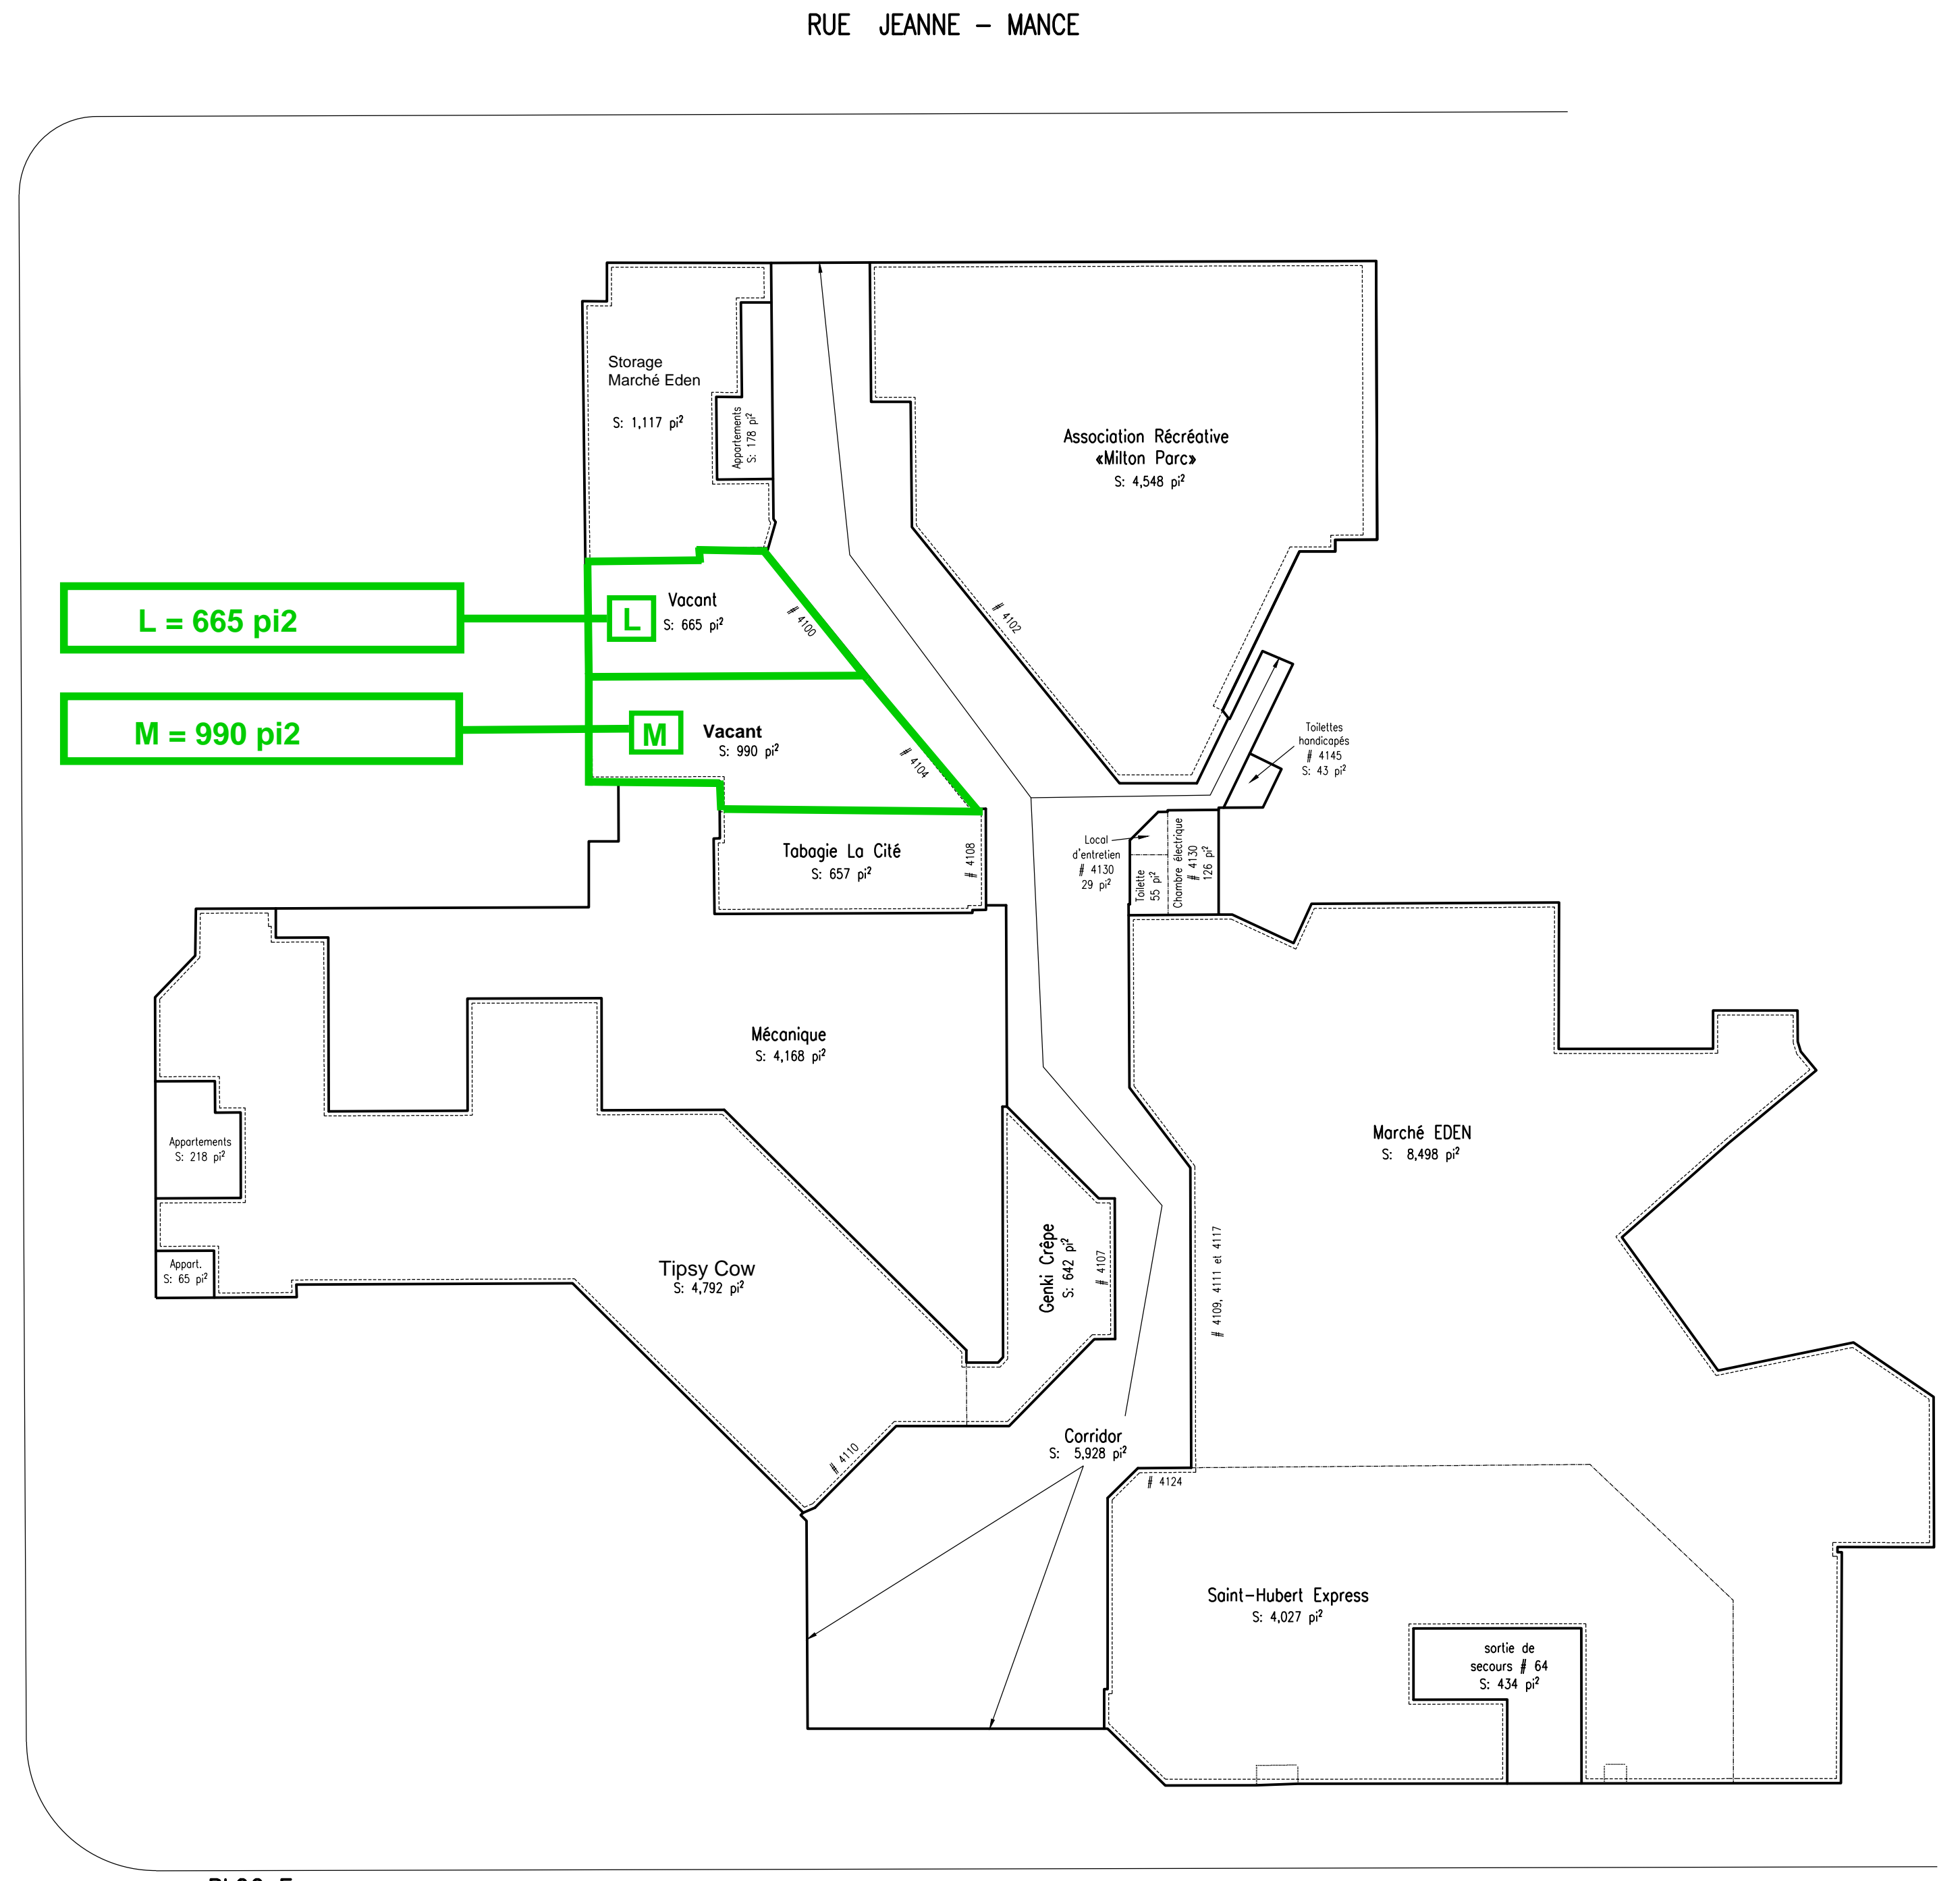 RUE JEANNE - MANCE
Storage
Marché Eden
S: 1,117 pi²
Appartements
S: 178 pi²
Association Récréative
«Milton Parc»
S: 4,548 pi²
# 4102
L = 665 pi2
L
Vacant
S: 665 pi²
# 4100
M = 990 pi2
M
Vacant
S: 990 pi²
# 4104
Toilettes
handicapés
# 4145
S: 43 pi²
Tabagie La Cité
S: 657 pi²
# 4108
Local
d'entretien
# 4130
29 pi²
Toilette
55 pi²
Chambre électrique
# 4130
126 pi²
Mécanique
S: 4,168 pi²
Marché EDEN
S: 8,498 pi²
# 4109, 4111 et 4117
Appartements
S: 218 pi²
Appart.
S: 65 pi²
Tipsy Cow
S: 4,792 pi²
# 4110
Genki Crêpe
S: 642 pi²
# 4107
Corridor
S: 5,928 pi²
# 4124
Saint-Hubert Express
S: 4,027 pi²
sortie de
secours # 64
S: 434 pi²